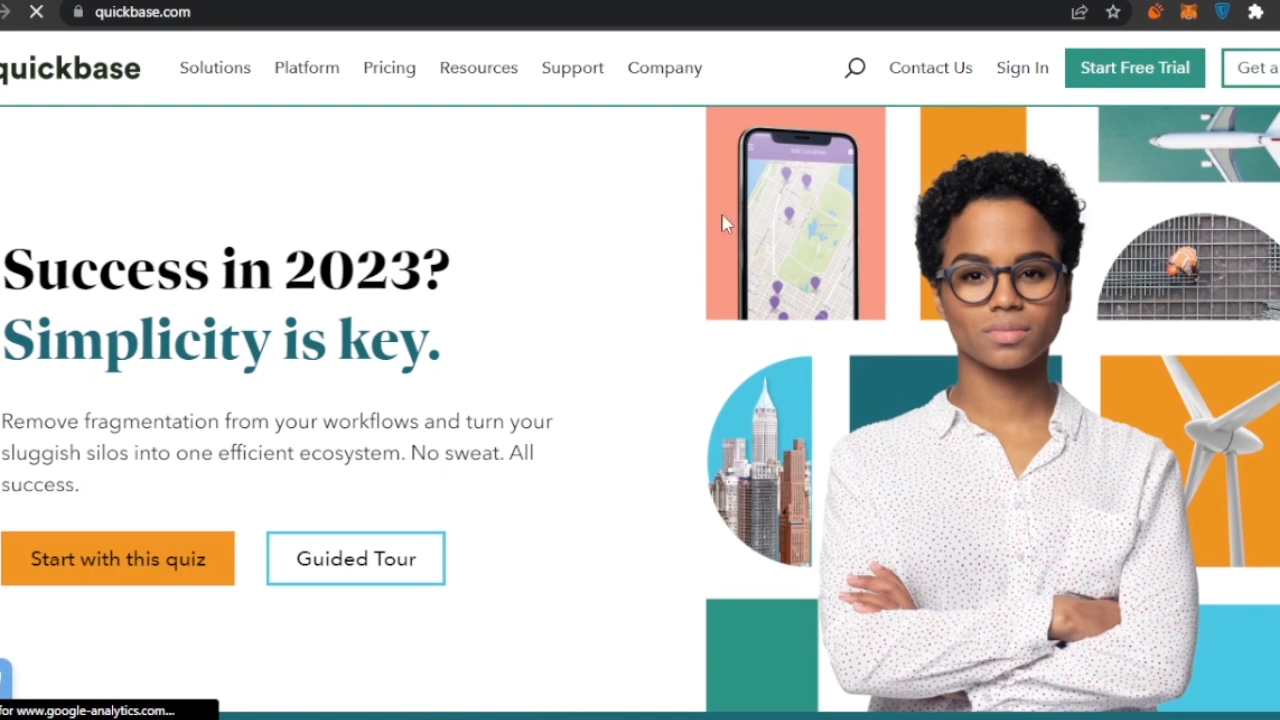 quickbase.com
quickbase Solutions Platform Pricing Resources Support Company Contact Us Sign In Start Free Trial Get a
Success in 2023?
Simplicity is key.
Remove fragmentation from your workflows and turn your
sluggish silos into one efficient ecosystem. No sweat. All
success.
Start with this quiz Guided Tour
for www.google-analytics.com...